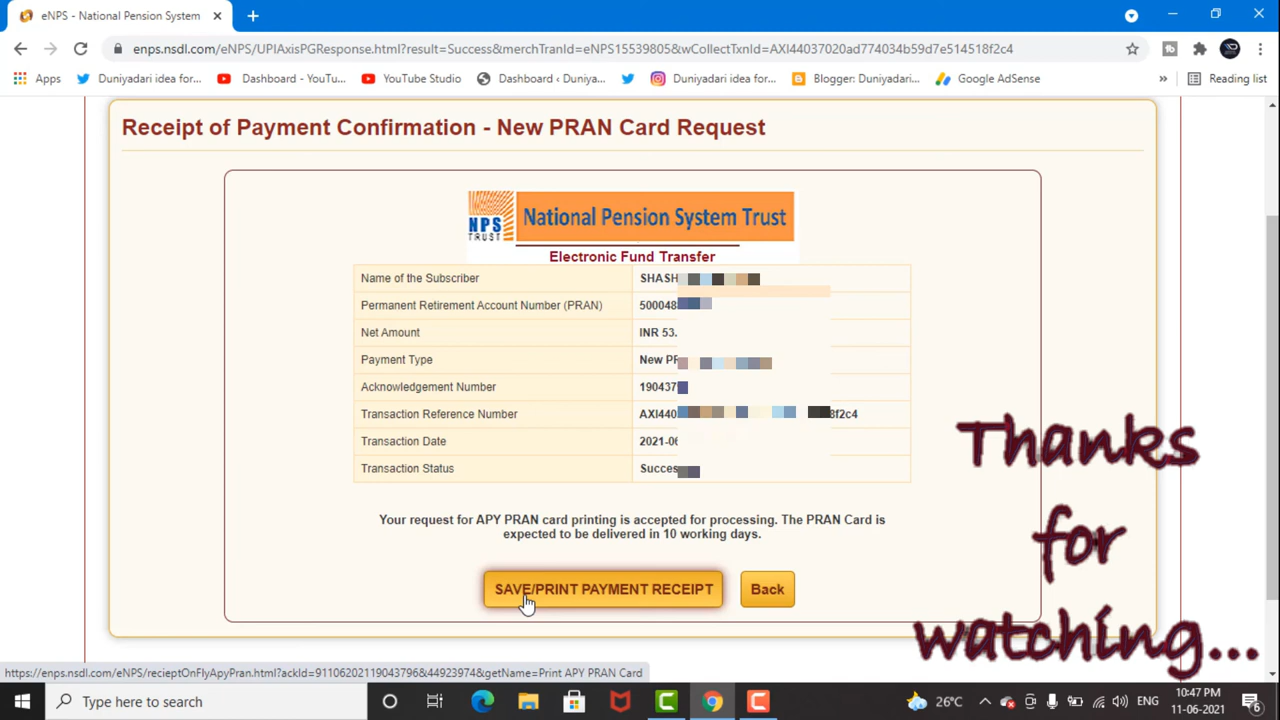 eNPS - National Pension System
enps.nsdl.com/eNPS/UPIAxisPGResponse.html?result=Success&merchTranId=eNPS15539805&wCollectTxnId=AXI44037020ad774034b59d7e514518f2c4
Apps Duniyadari idea for... Dashboard - YouTu... YouTube Studio Dashboard ‹ Duniya... Duniyadari idea for... Blogger: Duniyadari... Google AdSense » Reading list
Receipt of Payment Confirmation - New PRAN Card Request
NPS TRUST National Pension System Trust
Electronic Fund Transfer
Name of the Subscriber SHASH
Permanent Retirement Account Number (PRAN) 500048
Net Amount INR 53.
Payment Type New PR
Acknowledgement Number 190437
Transaction Reference Number AXI440 8f2c4
Transaction Date 2021-06
Transaction Status Succes
Your request for APY PRAN card printing is accepted for processing. The PRAN Card is
expected to be delivered in 10 working days.
SAVE/PRINT PAYMENT RECEIPT Back
Thanks
for
watching...
https://enps.nsdl.com/eNPS/recieptOnFlyApyPran.html?ackId=91106202119043796&44923974&getName=Print APY PRAN Card
Type here to search 26°C ENG 10:47 PM
11-06-2021 6